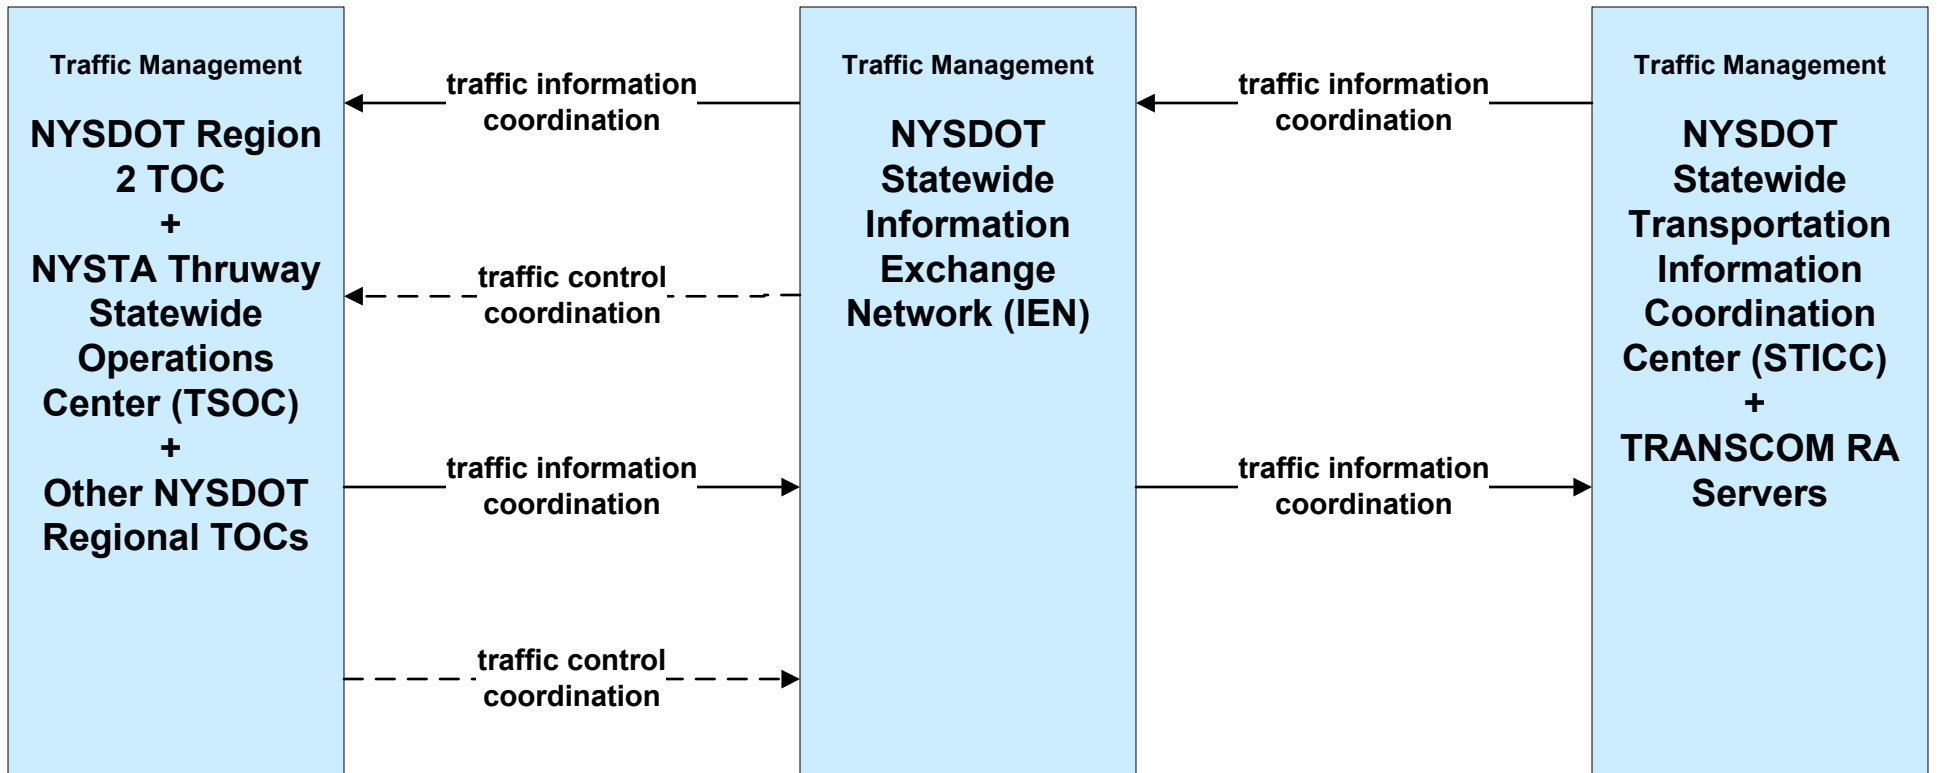 Traffic Management
NYSDOT Region
2 TOC
+
NYSTA Thruway
Statewide
Operations
Center (TSOC)
+
Other NYSDOT
Regional TOCs
traffic information
coordination
traffic control
coordination
traffic information
coordination
traffic control
coordination
Traffic Management
NYSDOT
Statewide
Information
Exchange
Network (IEN)
traffic information
coordination
traffic information
coordination
Traffic Management
NYSDOT
Statewide
Transportation
Information
Coordination
Center (STICC)
+
TRANSCOM RA
Servers